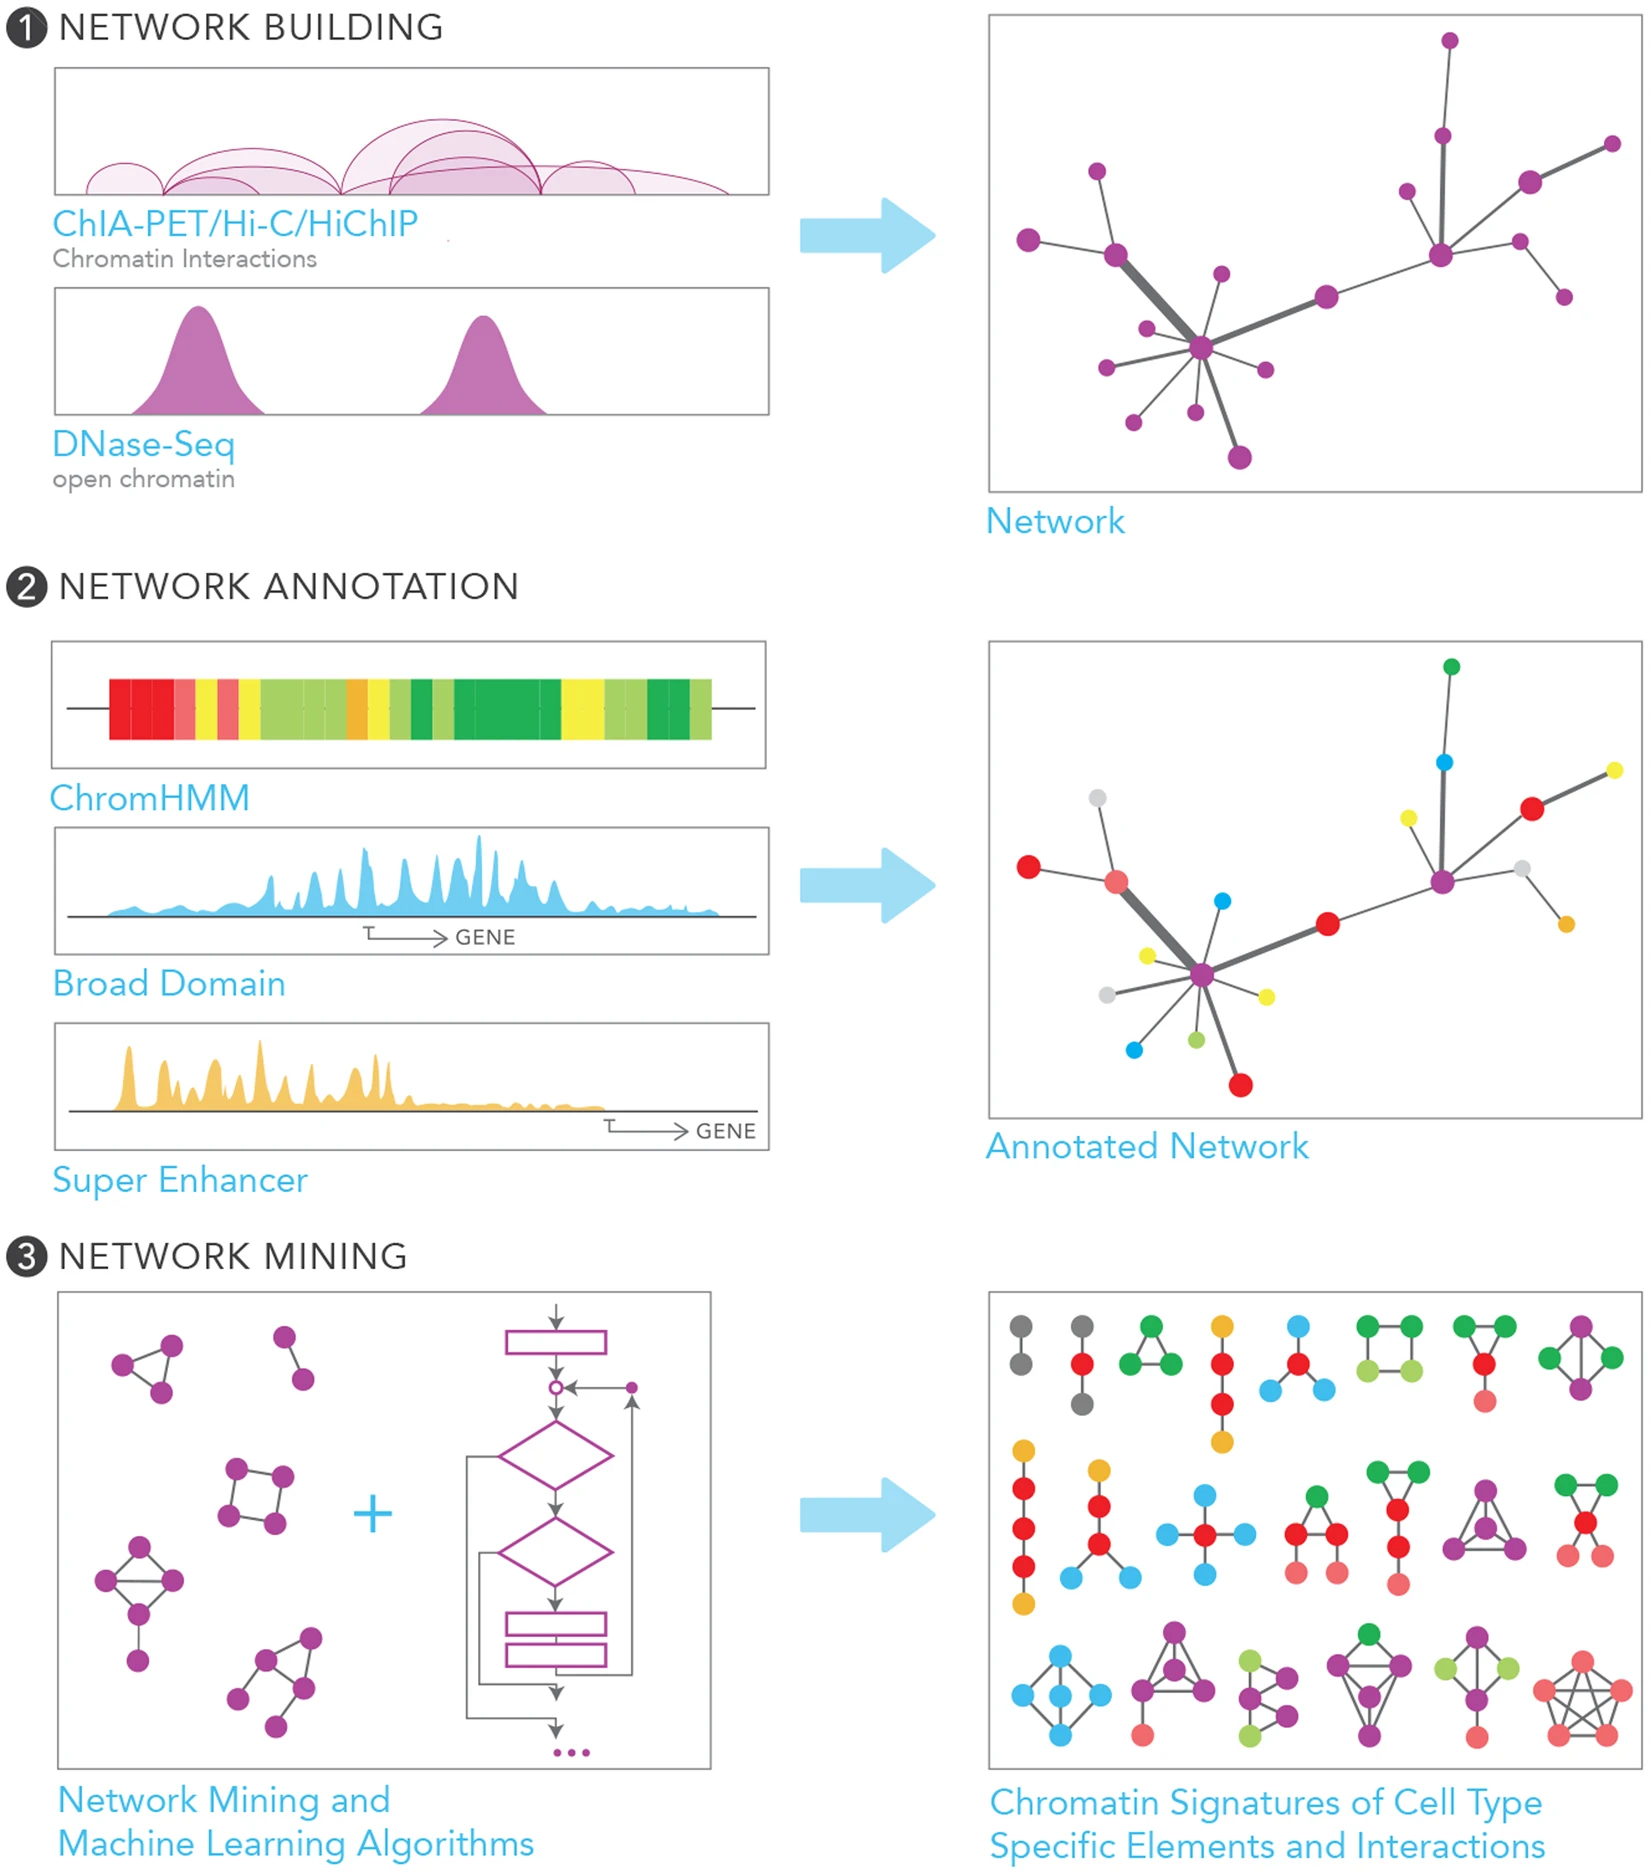 1 NETWORK BUILDING
ChIA-PET/Hi-C/HiChIP
Chromatin Interactions
DNase-Seq
open chromatin
Network
2 NETWORK ANNOTATION
ChromHMM
GENE
Broad Domain
GENE
Super Enhancer
Annotated Network
3 NETWORK MINING
Network Mining and
Machine Learning Algorithms
Chromatin Signatures of Cell Type
Specific Elements and Interactions